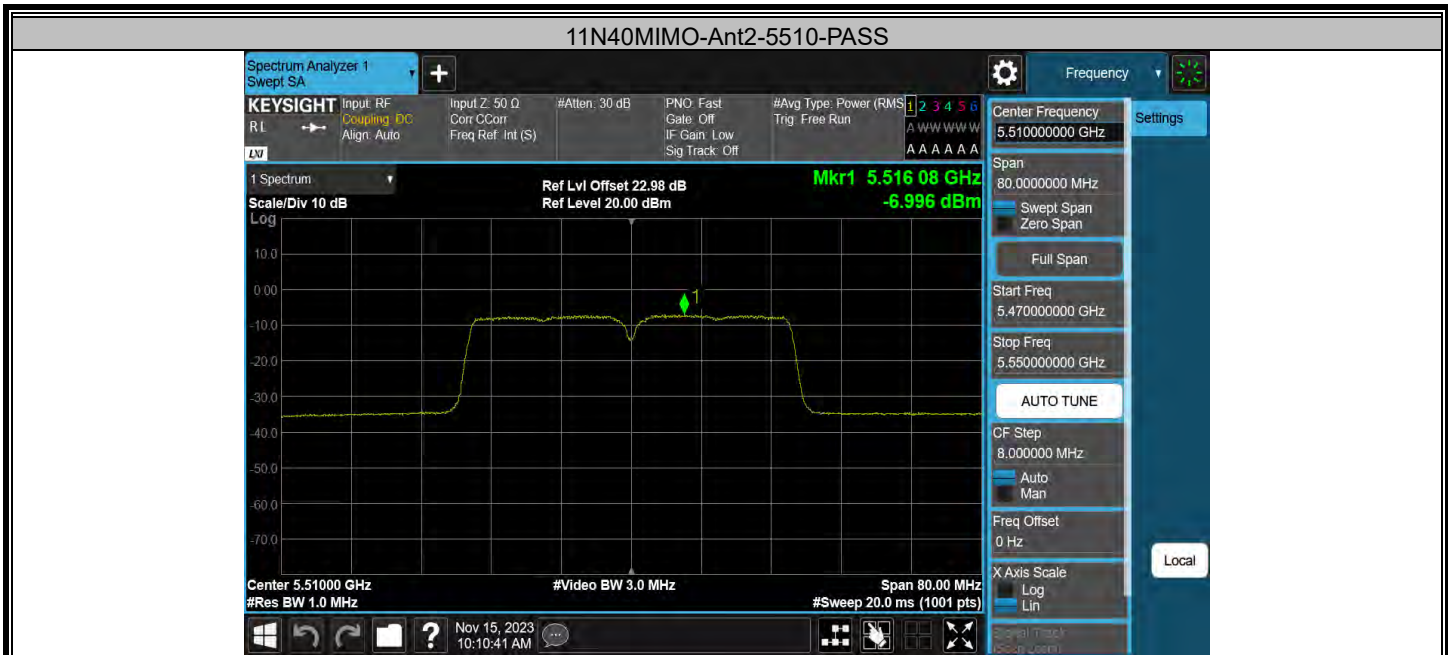 11N40MIMO-Ant2-5510-PASS
Spectrum Analyzer 1
Swept SA
+
Frequency
KEYSIGHT
RL
LXI
Input: RF
Coupling: DC
Align: Auto
Input Z: 50 Ω
Corr CCorr
Freq Ref: Int (S)
#Atten: 30 dB
PNO: Fast
Gate: Off
IF Gain: Low
Sig Track: Off
#Avg Type: Power (RMS
Trig: Free Run
1 2 3 4 5 6
A W W W W W
A A A A A A
1 Spectrum
Scale/Div 10 dB
Ref Lvl Offset 22.98 dB
Ref Level 20.00 dBm
Mkr1 5.516 08 GHz
-6.996 dBm
Log
10.0
0.00
-10.0
-20.0
-30.0
-40.0
-50.0
-60.0
-70.0
1
Center 5.51000 GHz
#Video BW 3.0 MHz
Span 80.00 MHz
#Res BW 1.0 MHz
#Sweep 20.0 ms (1001 pts)
Center Frequency
5.510000000 GHz
Settings
Span
80.0000000 MHz
Swept Span
Zero Span
Full Span
Start Freq
5.470000000 GHz
Stop Freq
5.550000000 GHz
AUTO TUNE
CF Step
8.000000 MHz
Auto
Man
Freq Offset
0 Hz
X Axis Scale
Log
Lin
Local
Signal Track
(Span Zoom)
?
Nov 15, 2023
10:10:41 AM